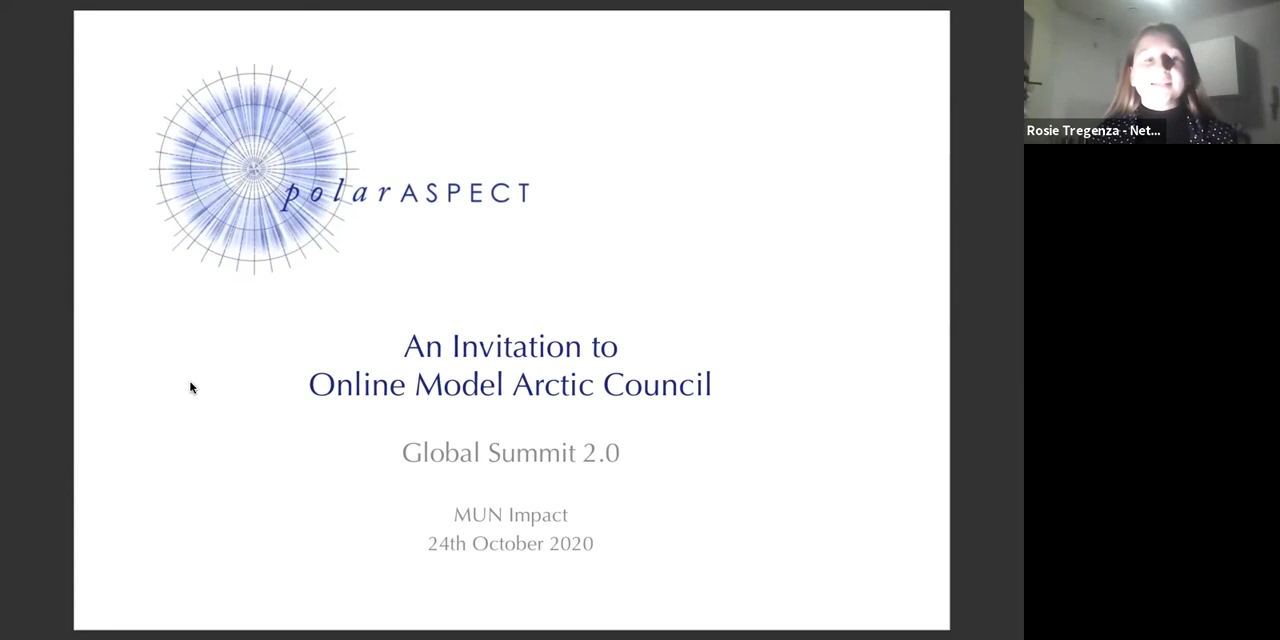 polarASPECT
An Invitation to
Online Model Arctic Council
Global Summit 2.0
MUN Impact
24th October 2020
Rosie Tregenza - Net...